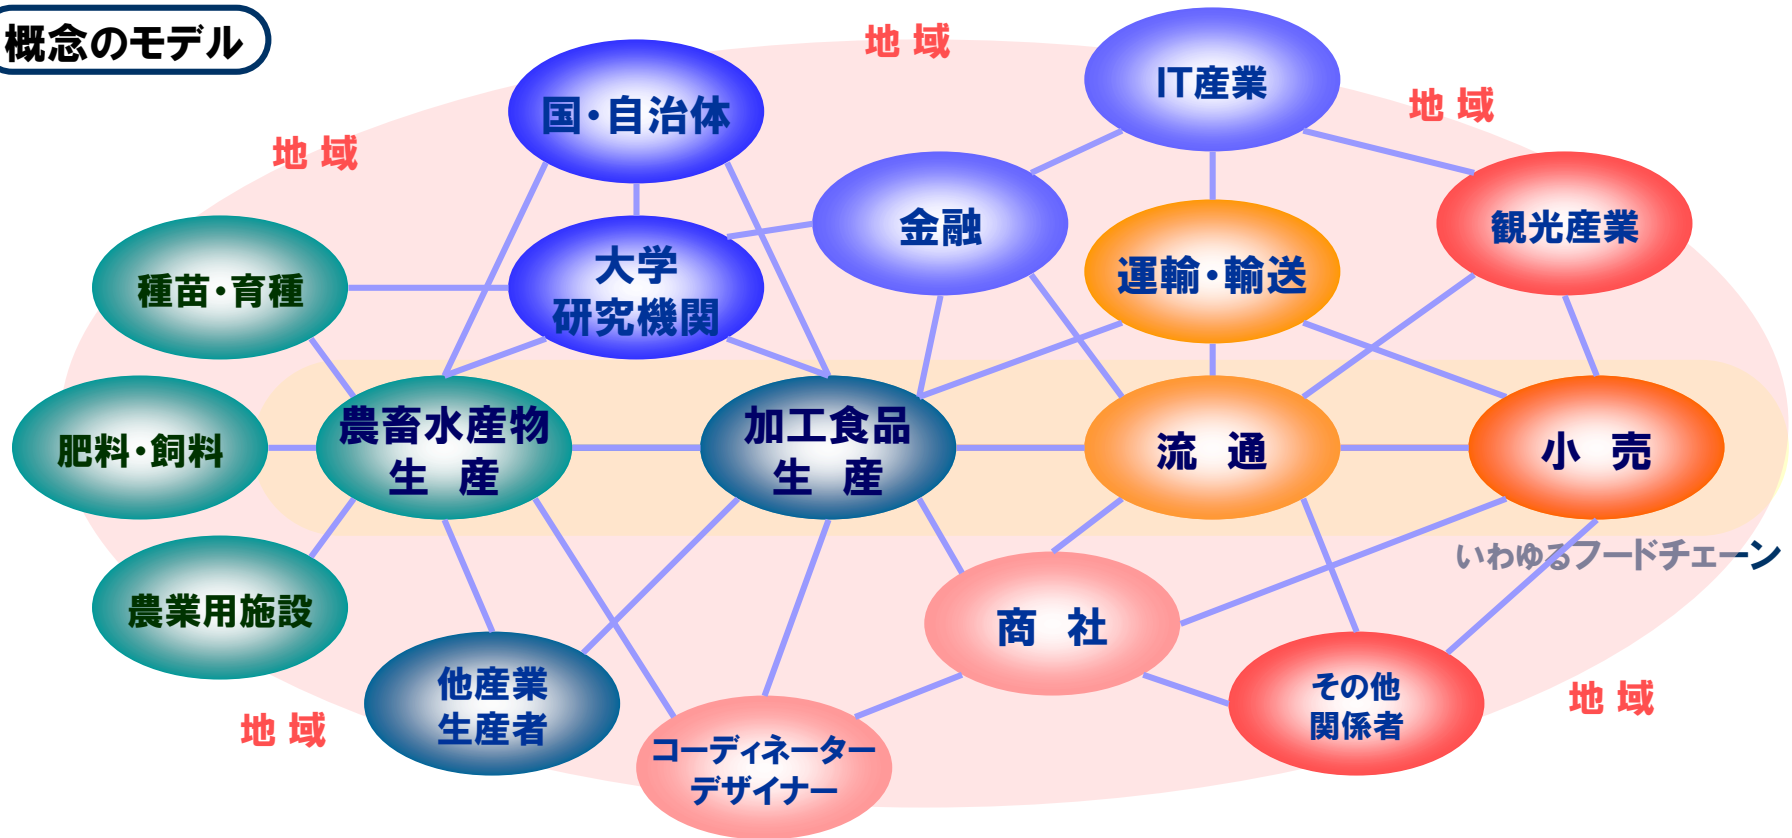 概念のモデル
地 域
IT産業
国・自治体
地 域
地 域
金融
観光産業
大学
研究機関
運輸・輸送
種苗・育種
農畜水産物
生 産
加工食品
生 産
肥料・飼料
流 通
小 売
いわゆるフードチェーン
農業用施設
商 社
他産業
生産者
その他
関係者
地 域
地 域
コーディネーター
デザイナー